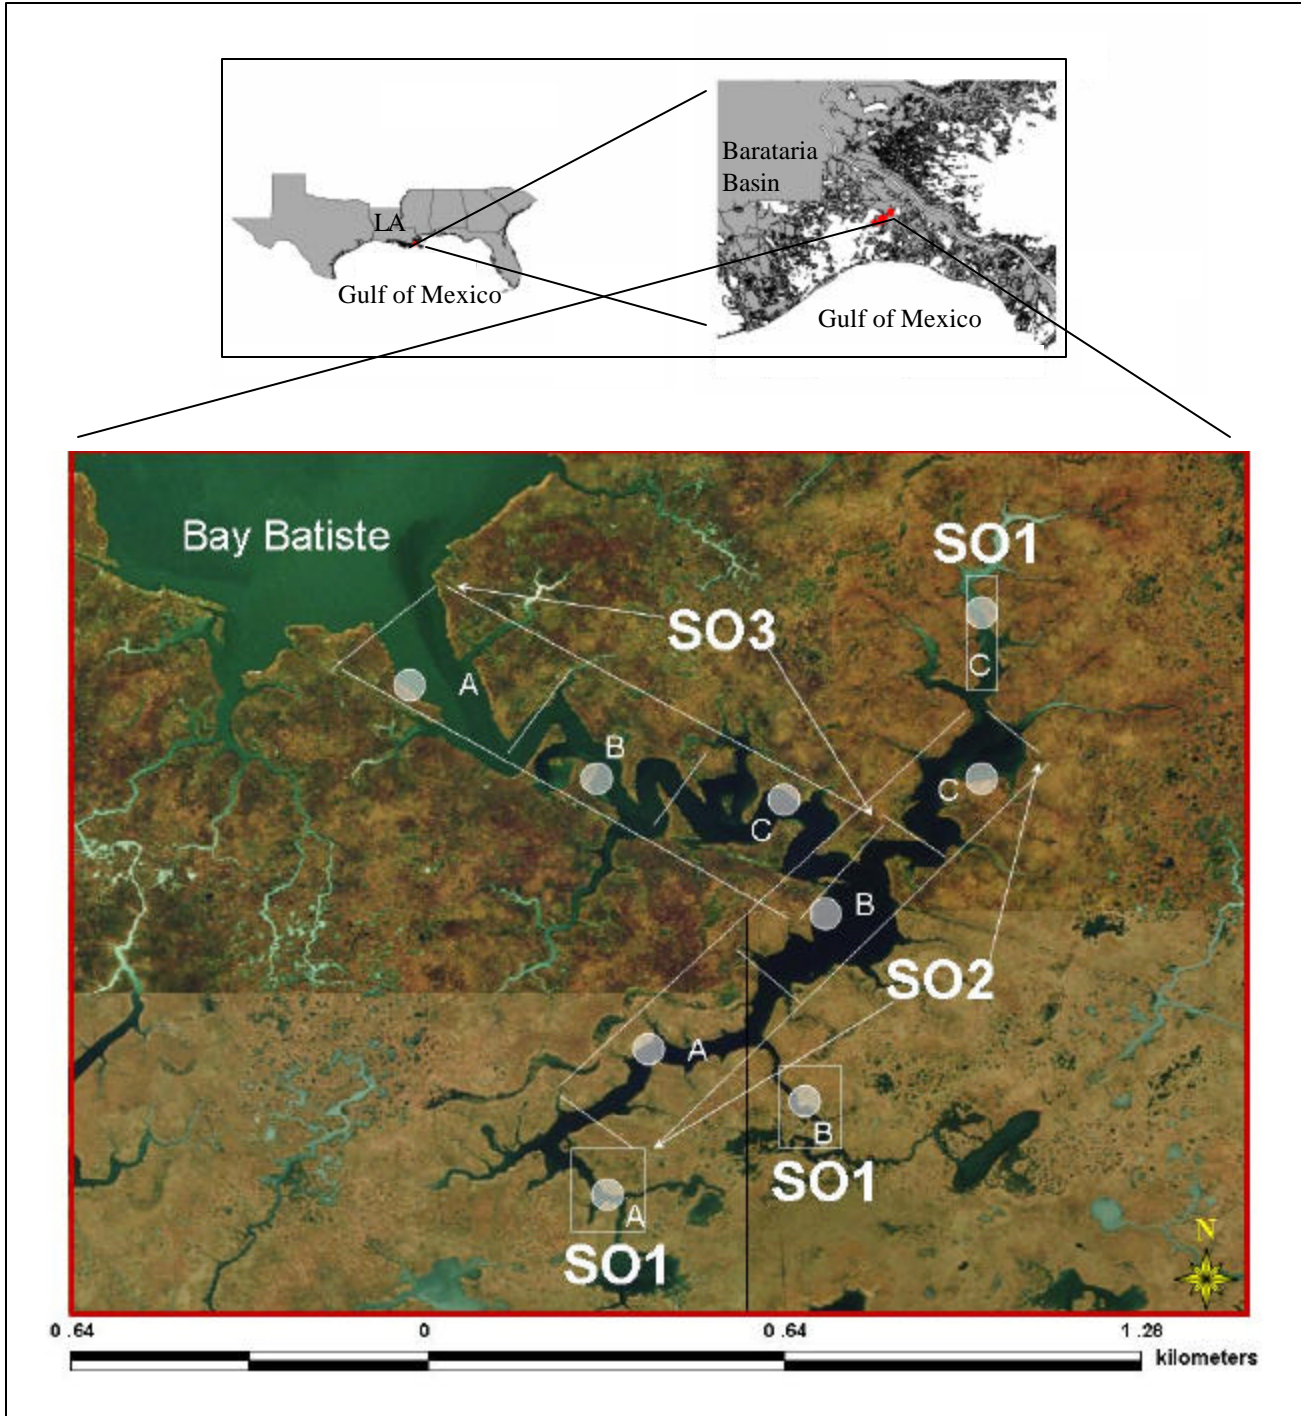 Barataria
Basin
LA
Gulf of Mexico
Gulf of Mexico
Bay Batiste
SO1
SO3
C
A
B
C
C
B
SO2
A
B
SO1
A
SO1
N
0.64 0 0.64 1.28
kilometers